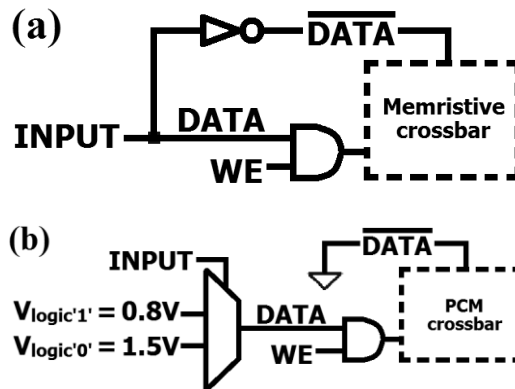 (a)
DATA
Memristive
crossbar
INPUT
DATA
WE
(b)
INPUT
DATA
Vlogic'1' = 0.8V
Vlogic'0' = 1.5V
DATA
WE
PCM
crossbar